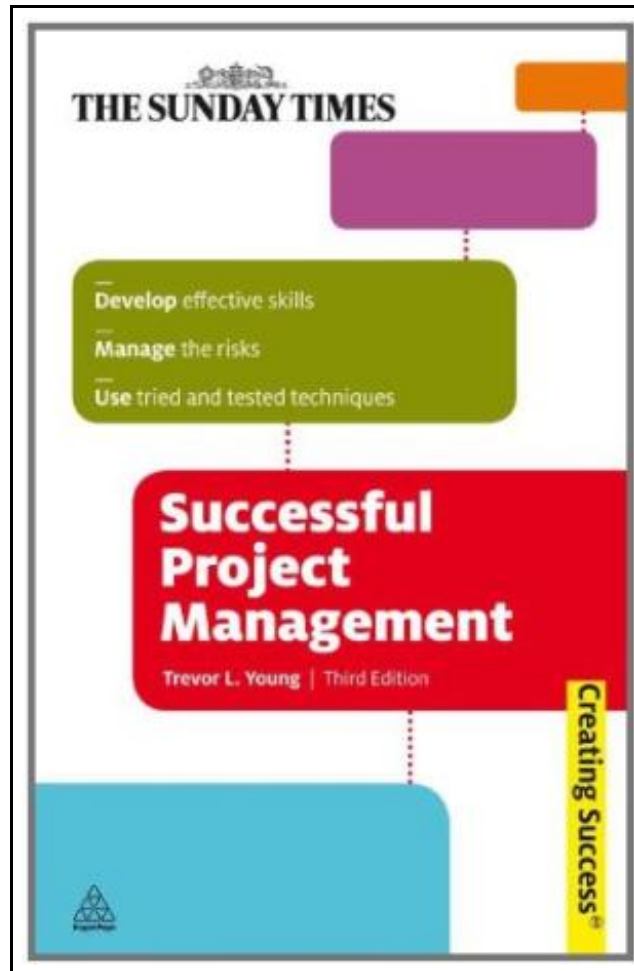 THE SUNDAY TIMES
Develop effective skills
Manage the risks
Use tried and tested techniques
Successful
Project
Management
Trevor L. Young | Third Edition
Creating Success®